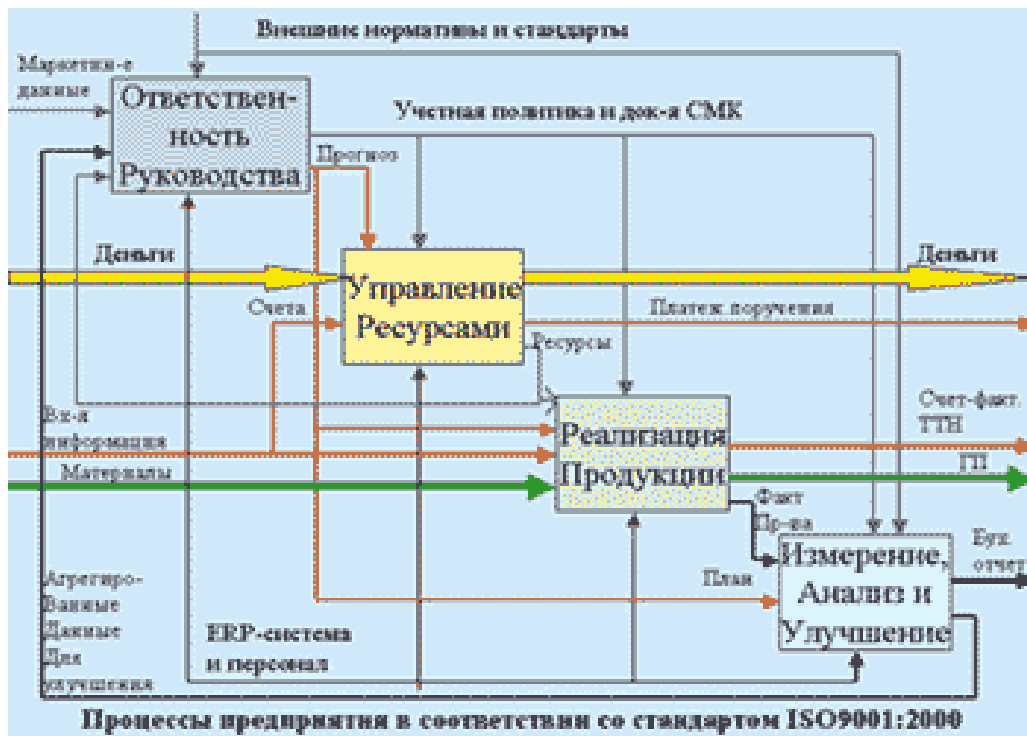 Внешние нормативы и стандарты
Маркетин-е
данные
Ответствен-
ность
Руководства
Учетная политика и док-я СМК
Прогноз
Деньги
Деньги
Управление
Ресурсами
Счета
Платеж поручения
Ресурсы
Вх-я
информация
Реализация
Продукции
Счет-факт.
ТТН
Материалы
ГП
Факт
Пр-ва
Измерение,
Анализ и
Улучшение
Бух.
отчет
План
Агрегиро-
Ванные
Данные
Для
улучшения
ERP-система
и персонал
Процессы предприятия в соответствии со стандартом ISO9001:2000